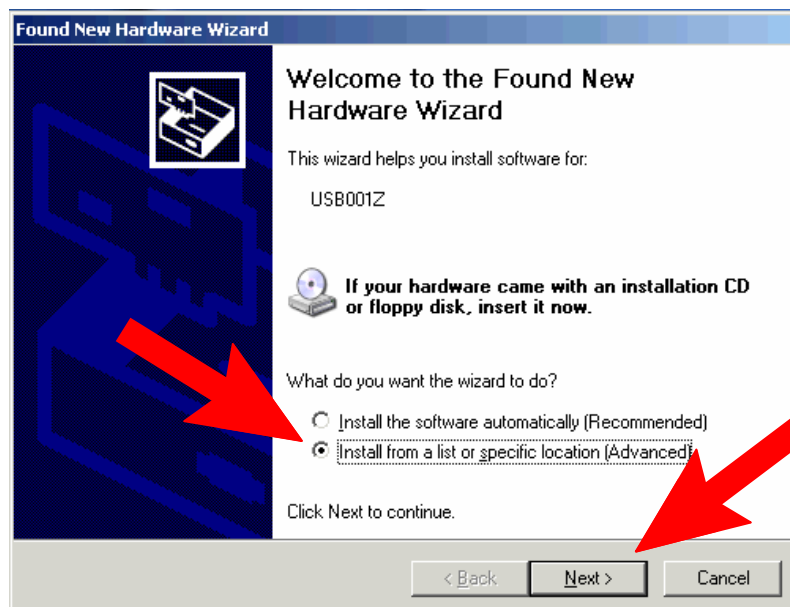 Found New Hardware Wizard
Welcome to the Found New
Hardware Wizard
This wizard helps you install software for:
USB001Z
If your hardware came with an installation CD
or floppy disk, insert it now.
What do you want the wizard to do?
Install the software automatically (Recommended)
Install from a list or specific location (Advanced)
Click Next to continue.
< Back
Next >
Cancel